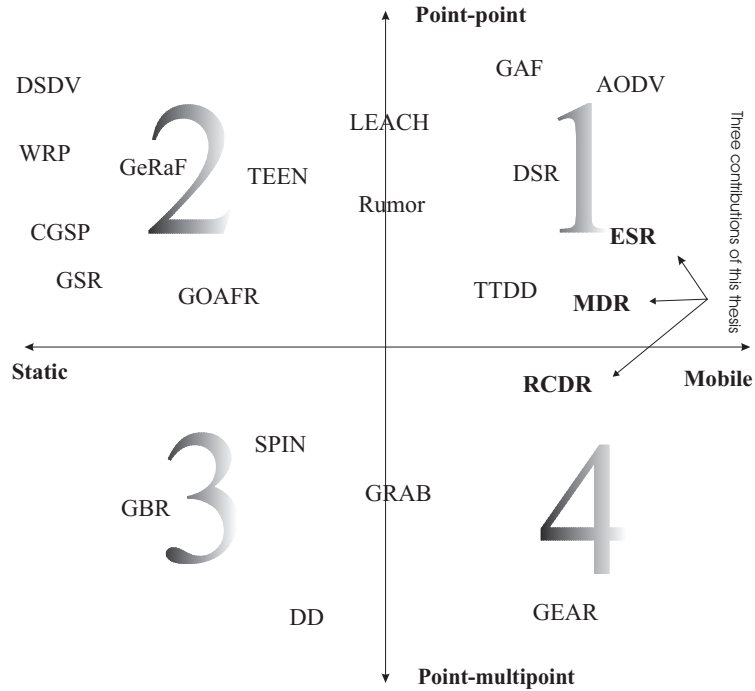 Point-point
GAF
DSDV
AODV
LEACH
2
1
WRP
GeRaF
TEEN
DSR
Rumor
CGSP
ESR
GSR
GOAFR
TTDD
MDR
Three contributions of this thesis
Static
RCDR
Mobile
SPIN
3
4
GBR
GRAB
DD
GEAR
Point-multipoint